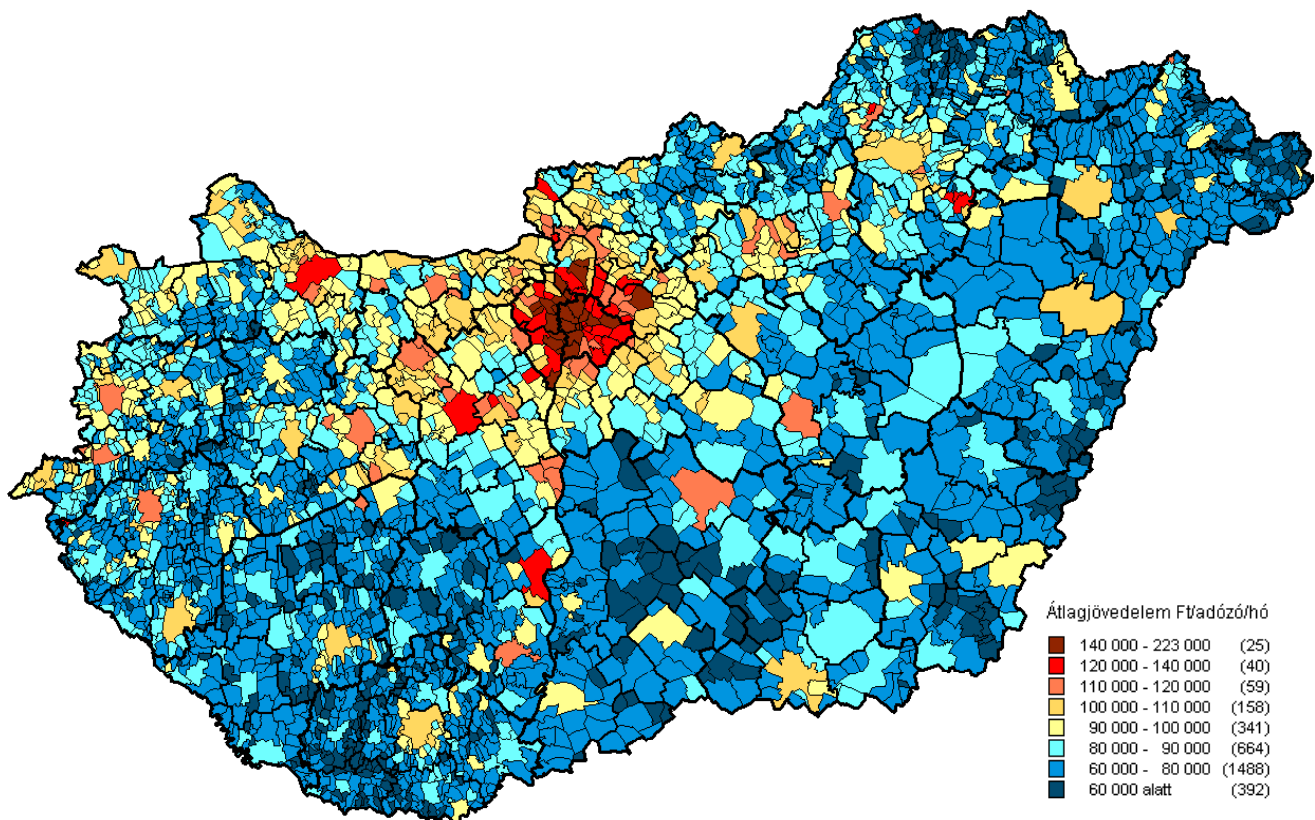 Átlagjövedelem Ft/adózó/hó
140 000 - 223 000 (25)
120 000 - 140 000 (40)
110 000 - 120 000 (59)
100 000 - 110 000 (158)
90 000 - 100 000 (341)
80 000 - 90 000 (664)
60 000 - 80 000 (1488)
60 000 alatt (392)